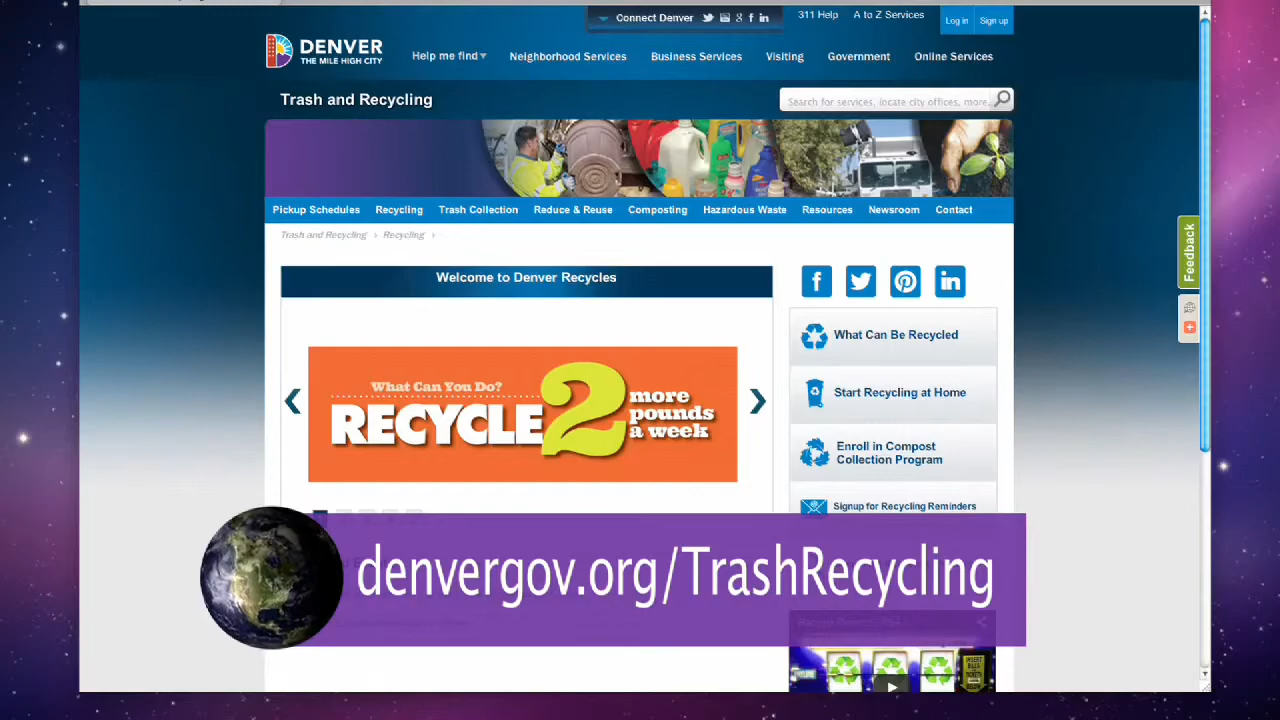 Connect Denver
311 Help
A to Z Services
Log in
Sign up
DENVER
THE MILE HIGH CITY
Help me find
Neighborhood Services
Business Services
Visiting
Government
Online Services
Trash and Recycling
Search for services, locate city offices, more..
Pickup Schedules
Recycling
Trash Collection
Reduce & Reuse
Composting
Hazardous Waste
Resources
Newsroom
Contact
Trash and Recycling › Recycling ›
Feedback
Welcome to Denver Recycles
What Can You Do?
RECYCLE 2 more
pounds
a week
What Can Be Recycled
Start Recycling at Home
Enroll in Compost
Collection Program
Signup for Recycling Reminders
denvergov.org/TrashRecycling